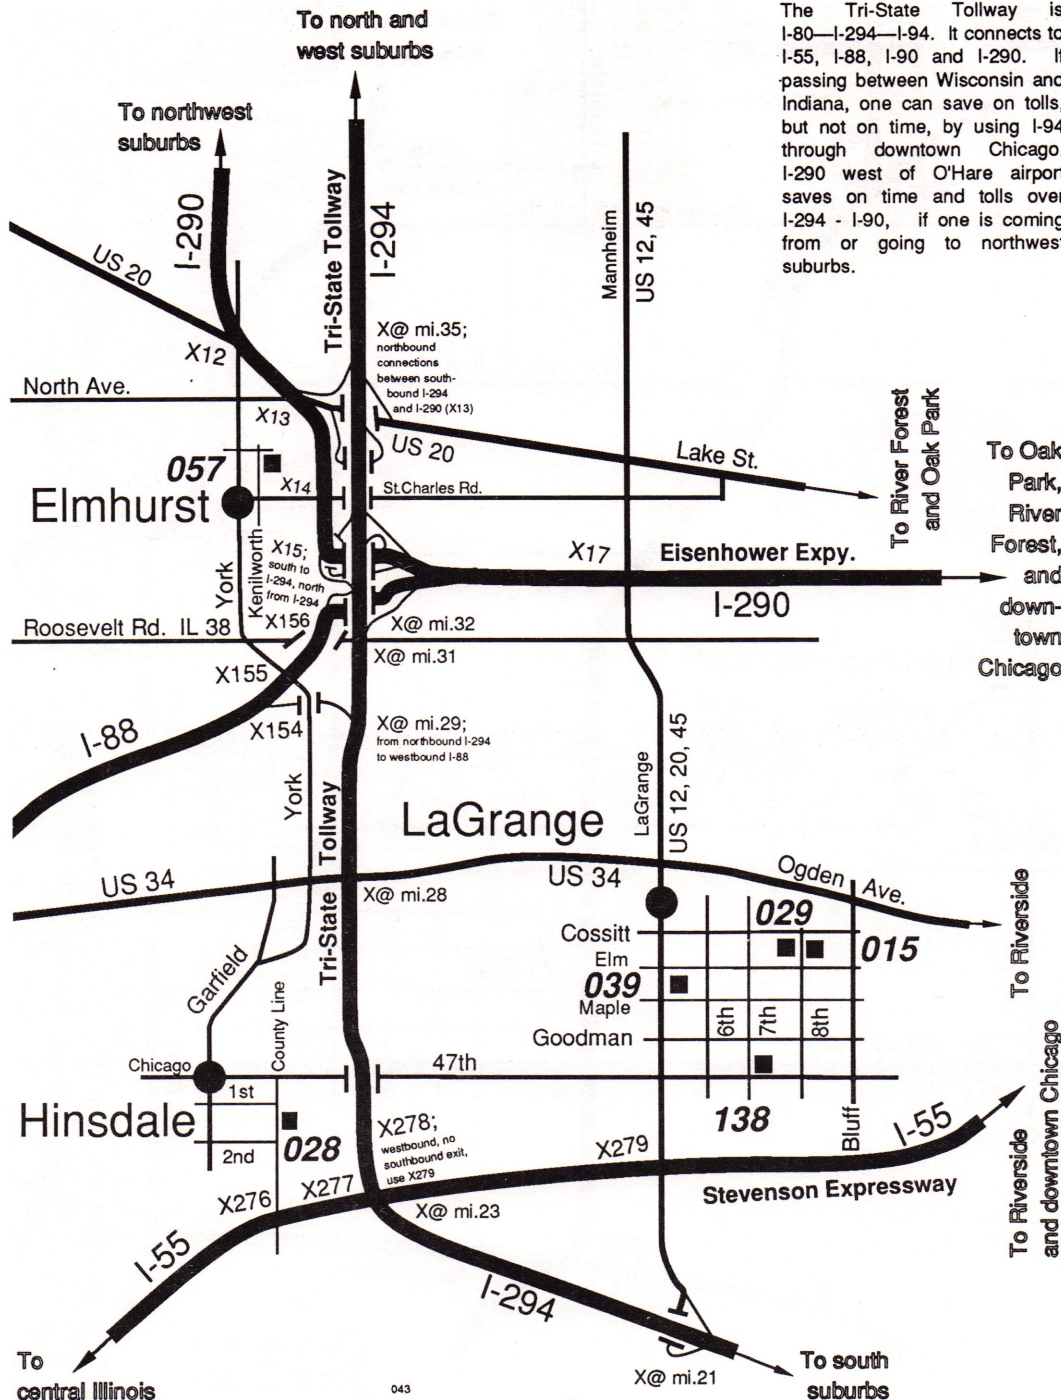 To north and
west suburbs
The Tri-State Tollway is
I-80—I-294—I-94. It connects to
I-55, I-88, I-90 and I-290. If
passing between Wisconsin and
Indiana, one can save on tolls,
but not on time, by using I-94
through downtown Chicago.
I-290 west of O'Hare airport
saves on time and tolls over
I-294 - I-90, if one is coming
from or going to northwest
suburbs.
To northwest
suburbs
I-290
US 20
Tri-State Tollway
I-294
Mannheim
US 12, 45
X12
X@ mi.35;
northbound
connections
between south-
bound I-294
and I-290 (X13)
North Ave.
X13
US 20
Lake St.
To River Forest
and Oak Park
To Oak
Park,
River
Forest,
and
down-
town
Chicago
057
X14
St.Charles Rd.
Elmhurst
Kenilworth
York
X15;
south to
I-294, north
from I-294
X17
Eisenhower Expy.
I-290
X156
Roosevelt Rd. IL 38
X@ mi.32
X@ mi.31
X155
X154
I-88
X@ mi.29;
from northbound I-294
to westbound I-88
York
Tri-State Tollway
LaGrange
LaGrange
US 12, 20, 45
US 34
X@ mi.28
US 34
Ogden Ave.
029
Cossitt
015
Elm
039
Maple
Goodman
6th
7th
8th
To Riverside
Garfield
County Line
Chicago
47th
1st
Hinsdale
028
2nd
138
Bluff
X278;
westbound, no
southbound exit,
use X279
X279
I-55
X277
X276
Stevenson Expressway
X@ mi.23
To Riverside
and downtown Chicago
I-55
I-294
To
central Illinois
X@ mi.21
To south
suburbs
043